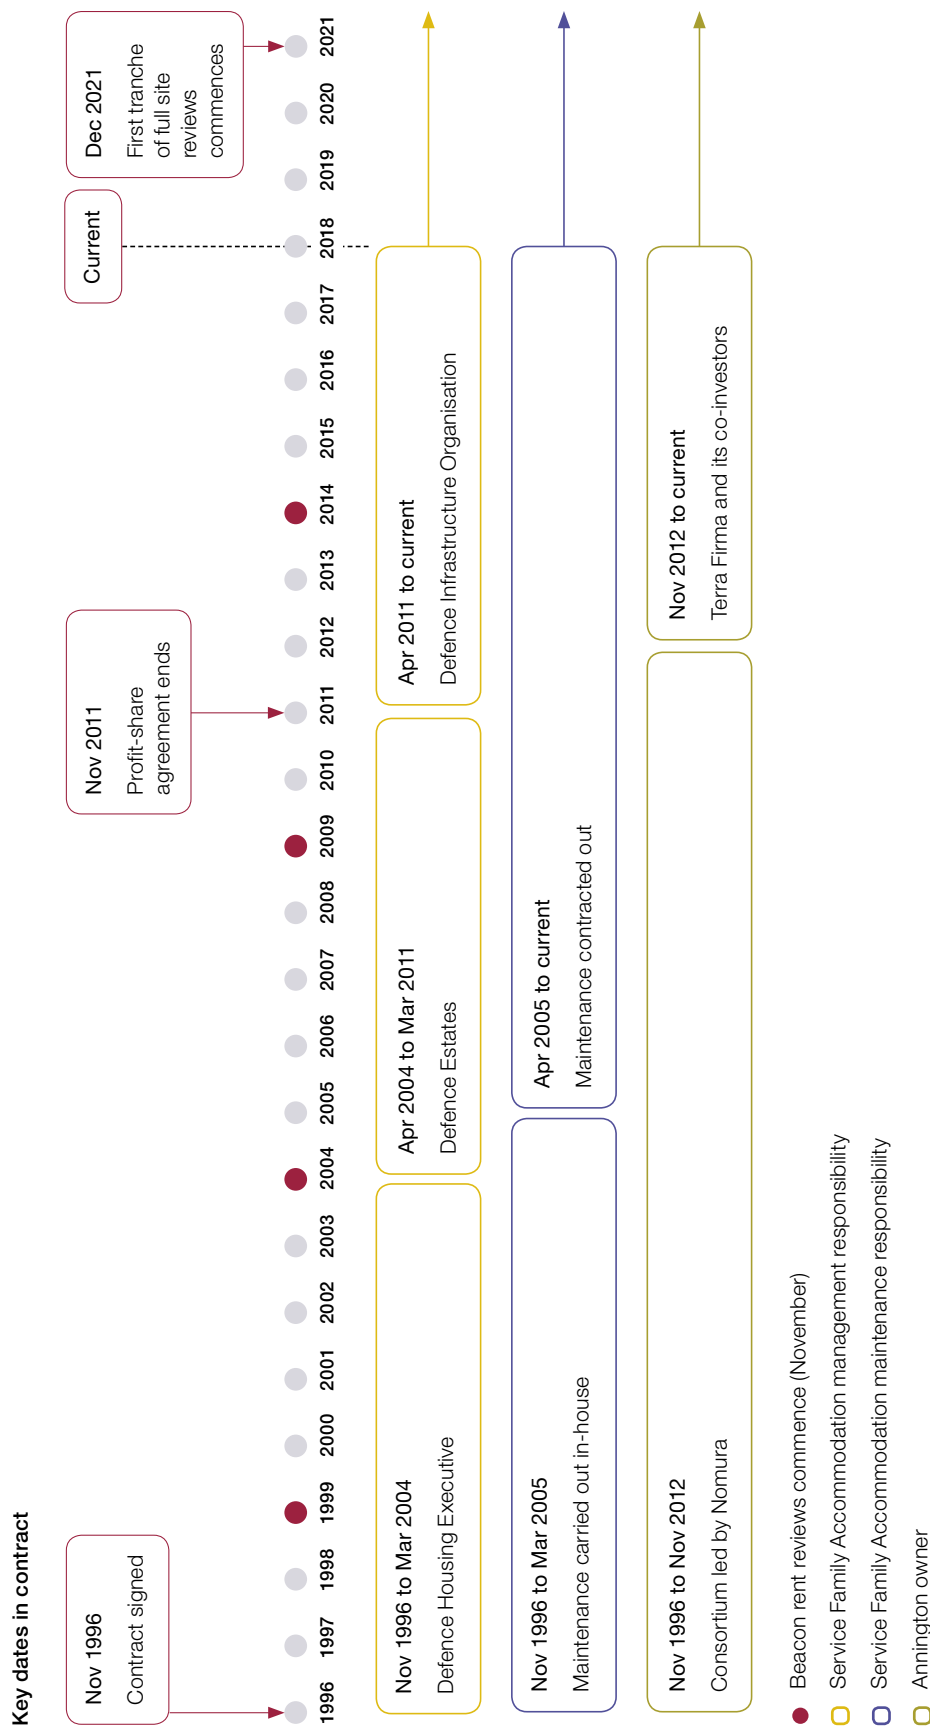 Key dates in contract
Nov 1996
Contract signed
Nov 2011
Profit-share
agreement ends
Current
Dec 2021
First tranche
of full site
reviews
commences
1996 1997 1998 1999 2000 2001 2002 2003 2004 2005 2006 2007 2008 2009 2010 2011 2012 2013 2014 2015 2016 2017 2018 2019 2020 2021
Nov 1996 to Mar 2004
Defence Housing Executive
Apr 2004 to Mar 2011
Defence Estates
Apr 2011 to current
Defence Infrastructure Organisation
Nov 1996 to Mar 2005
Maintenance carried out in-house
Apr 2005 to current
Maintenance contracted out
Nov 1996 to Nov 2012
Consortium led by Nomura
Nov 2012 to current
Terra Firma and its co-investors
Beacon rent reviews commence (November)
Service Family Accommodation management responsibility
Service Family Accommodation maintenance responsibility
Annington owner